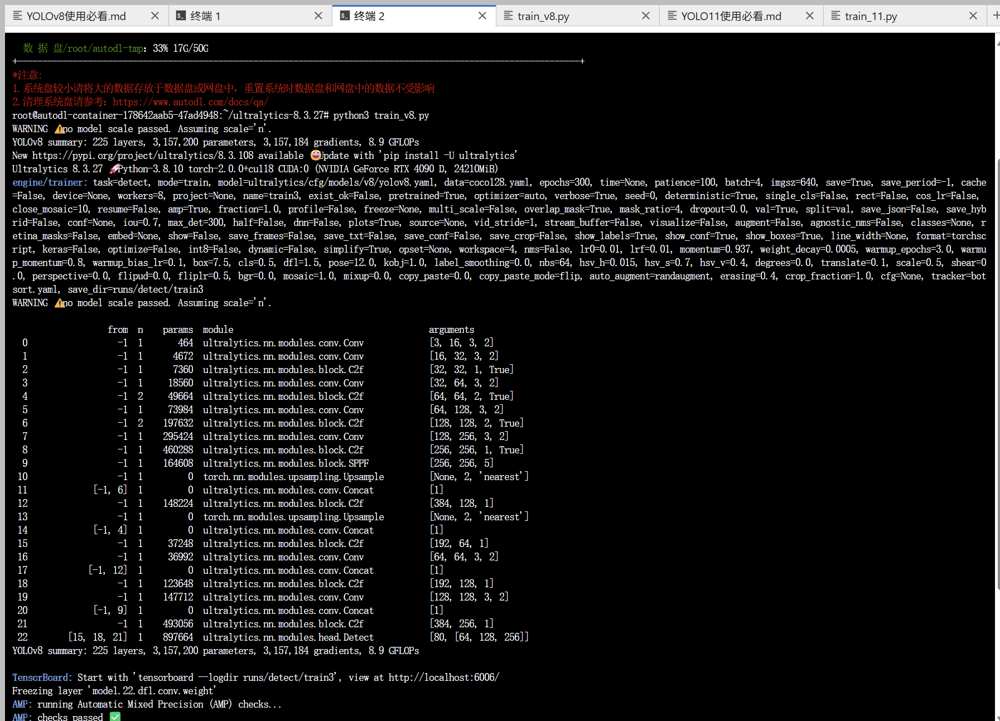 YOLOv8使用必看.md
终端 1
终端 2
train_v8.py
YOLO11使用必看.md
train_11.py
数 据 盘/root/autodl-tmp: 33% 17G/50G
+----------------------------------------------------------------------------------------------------------------+
*注意:
1.系统盘较小请将大的数据存放于数据盘或网盘中，重置系统时数据盘和网盘中的数据不受影响
2.清理系统盘请参考：https://www.autodl.com/docs/qa/
root@autodl-container-178642aab5-47ad4948:~/ultralytics-8.3.27# python3 train_v8.py
WARNING ⚠️no model scale passed. Assuming scale='n'.
YOLOv8 summary: 225 layers, 3,157,200 parameters, 3,157,184 gradients, 8.9 GFLOPs
New https://pypi.org/project/ultralytics/8.3.108 available 😃Update with 'pip install -U ultralytics'
Ultralytics 8.3.27 🚀Python-3.8.10 torch-2.0.0+cu118 CUDA:0 (NVIDIA GeForce RTX 4090 D, 24210MiB)
engine/trainer: task=detect, mode=train, model=ultralytics/cfg/models/v8/yolov8.yaml, data=coco128.yaml, epochs=300, time=None, patience=100, batch=4, imgsz=640, save=True, save_period=-1, cache
=False, device=None, workers=8, project=None, name=train3, exist_ok=False, pretrained=True, optimizer=auto, verbose=True, seed=0, deterministic=True, single_cls=False, rect=False, cos_lr=False,
close_mosaic=10, resume=False, amp=True, fraction=1.0, profile=False, freeze=None, multi_scale=False, overlap_mask=True, mask_ratio=4, dropout=0.0, val=True, split=val, save_json=False, save_hyb
rid=False, conf=None, iou=0.7, max_det=300, half=False, dnn=False, plots=True, source=None, vid_stride=1, stream_buffer=False, visualize=False, augment=False, agnostic_nms=False, classes=None, r
etina_masks=False, embed=None, show=False, save_frames=False, save_txt=False, save_conf=False, save_crop=False, show_labels=True, show_conf=True, show_boxes=True, line_width=None, format=torchsc
ript, keras=False, optimize=False, int8=False, dynamic=False, simplify=True, opset=None, workspace=4, nms=False, lr0=0.01, lrf=0.01, momentum=0.937, weight_decay=0.0005, warmup_epochs=3.0, warmu
p_momentum=0.8, warmup_bias_lr=0.1, box=7.5, cls=0.5, dfl=1.5, pose=12.0, kobj=1.0, label_smoothing=0.0, nbs=64, hsv_h=0.015, hsv_s=0.7, hsv_v=0.4, degrees=0.0, translate=0.1, scale=0.5, shear=0
.0, perspective=0.0, flipud=0.0, fliplr=0.5, bgr=0.0, mosaic=1.0, mixup=0.0, copy_paste=0.0, copy_paste_mode=flip, auto_augment=randaugment, erasing=0.4, crop_fraction=1.0, cfg=None, tracker=bot
sort.yaml, save_dir=runs/detect/train3
WARNING ⚠️no model scale passed. Assuming scale='n'.
from n params module arguments
0 -1 1 464 ultralytics.nn.modules.conv.Conv [3, 16, 3, 2]
1 -1 1 4672 ultralytics.nn.modules.conv.Conv [16, 32, 3, 2]
2 -1 1 7360 ultralytics.nn.modules.block.C2f [32, 32, 1, True]
3 -1 1 18560 ultralytics.nn.modules.conv.Conv [32, 64, 3, 2]
4 -1 2 49664 ultralytics.nn.modules.block.C2f [64, 64, 2, True]
5 -1 1 73984 ultralytics.nn.modules.conv.Conv [64, 128, 3, 2]
6 -1 2 197632 ultralytics.nn.modules.block.C2f [128, 128, 2, True]
7 -1 1 295424 ultralytics.nn.modules.conv.Conv [128, 256, 3, 2]
8 -1 1 460288 ultralytics.nn.modules.block.C2f [256, 256, 1, True]
9 -1 1 164608 ultralytics.nn.modules.block.SPPF [256, 256, 5]
10 -1 1 0 torch.nn.modules.upsampling.Upsample [None, 2, 'nearest']
11 [-1, 6] 1 0 ultralytics.nn.modules.conv.Concat [1]
12 -1 1 148224 ultralytics.nn.modules.block.C2f [384, 128, 1]
13 -1 1 0 torch.nn.modules.upsampling.Upsample [None, 2, 'nearest']
14 [-1, 4] 1 0 ultralytics.nn.modules.conv.Concat [1]
15 -1 1 37248 ultralytics.nn.modules.block.C2f [192, 64, 1]
16 -1 1 36992 ultralytics.nn.modules.conv.Conv [64, 64, 3, 2]
17 [-1, 12] 1 0 ultralytics.nn.modules.conv.Concat [1]
18 -1 1 123648 ultralytics.nn.modules.block.C2f [192, 128, 1]
19 -1 1 147712 ultralytics.nn.modules.conv.Conv [128, 128, 3, 2]
20 [-1, 9] 1 0 ultralytics.nn.modules.conv.Concat [1]
21 -1 1 493056 ultralytics.nn.modules.block.C2f [384, 256, 1]
22 [15, 18, 21] 1 897664 ultralytics.nn.modules.head.Detect [80, [64, 128, 256]]
YOLOv8 summary: 225 layers, 3,157,200 parameters, 3,157,184 gradients, 8.9 GFLOPs
TensorBoard: Start with 'tensorboard --logdir runs/detect/train3', view at http://localhost:6006/
Freezing layer 'model.22.dfl.conv.weight'
AMP: running Automatic Mixed Precision (AMP) checks...
AMP: checks passed ✅